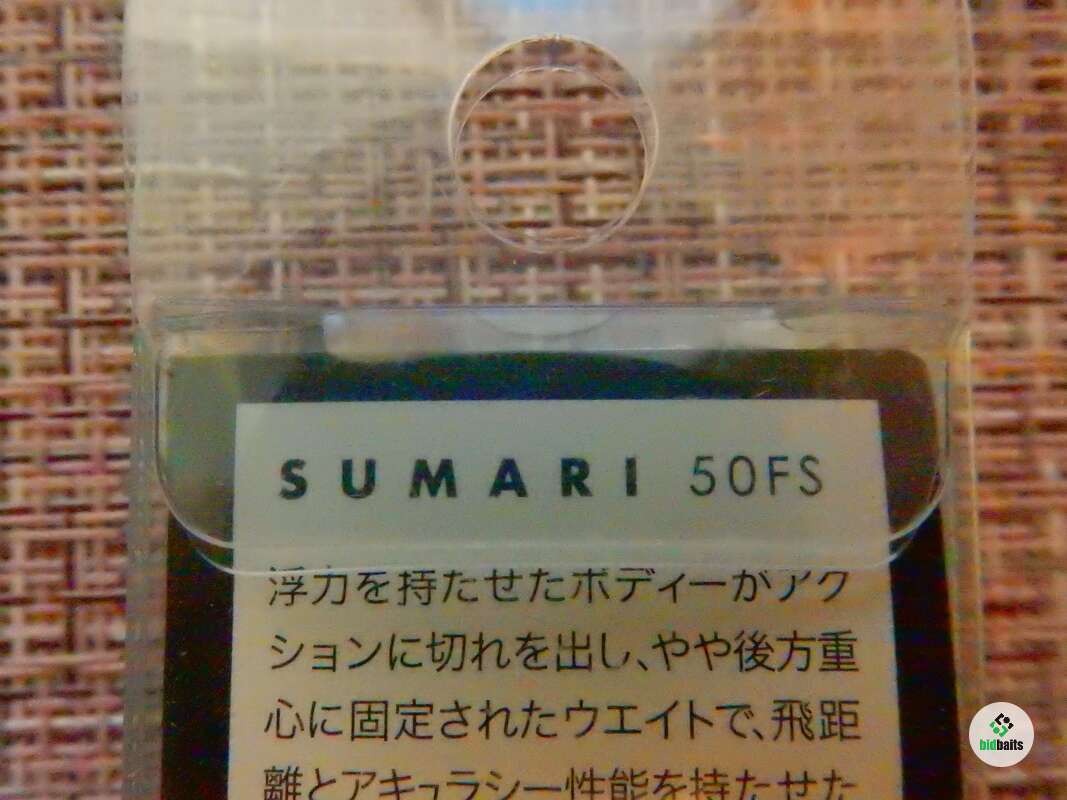 SUMARI 50FS
浮力を持たせたボディーがアク
ションに切れを出し、やや後方重
心に固定されたウエイトで、飛距
離とアキュラシー性能を持たせた
bidbaits